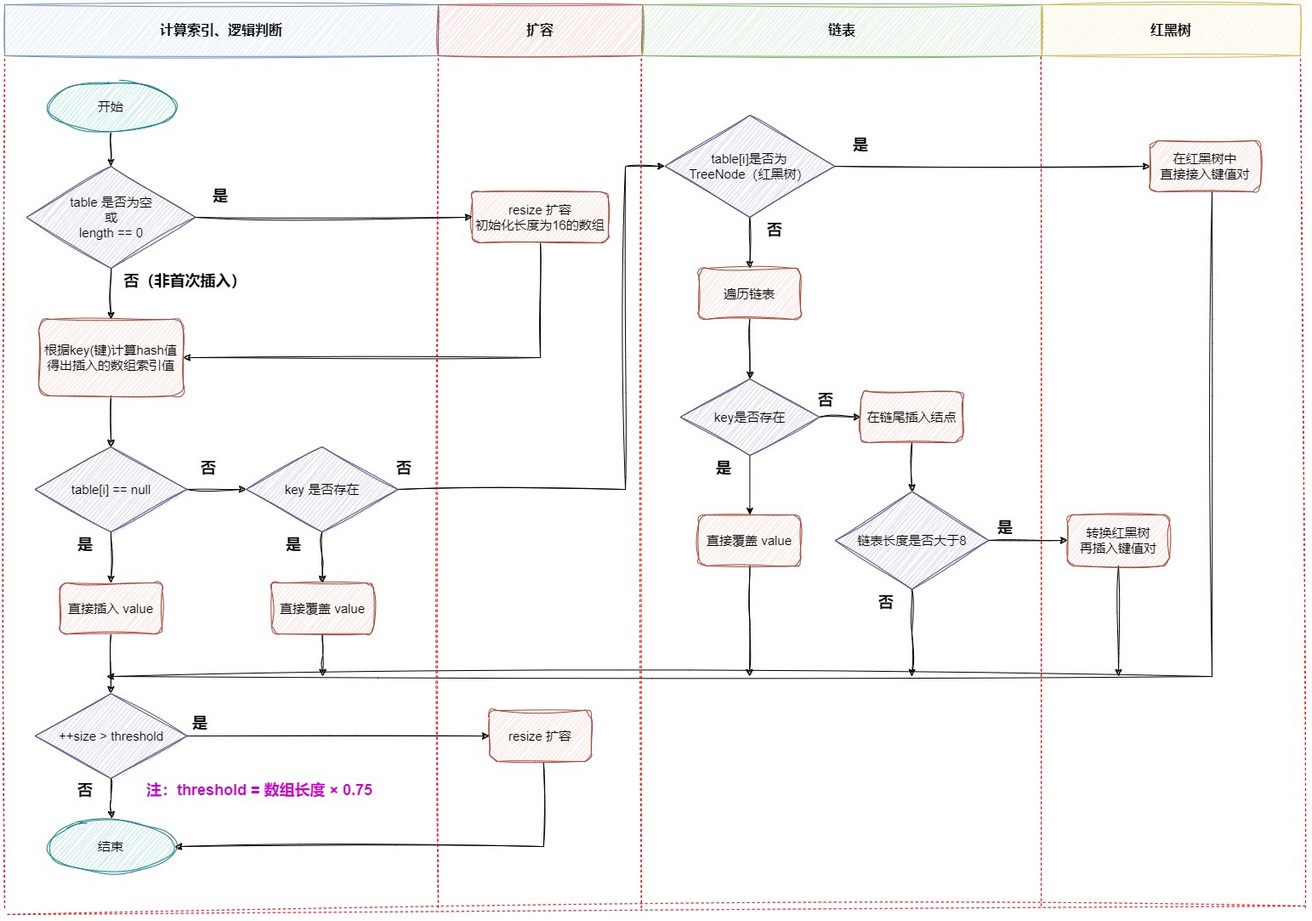 计算索引、逻辑判断
扩容
链表
红黑树
开始
table 是否为空
或
length == 0
是
resize 扩容
初始化长度为16的数组
否（非首次插入）
根据key(键)计算hash值
得出插入的数组索引值
table[i] == null
否
key 是否存在
否
是
是
直接插入 value
直接覆盖 value
table[i]是否为
TreeNode（红黑树）
是
在红黑树中
直接接入键值对
否
遍历链表
key是否存在
否
在链尾插入结点
是
直接覆盖 value
链表长度是否大于8
是
转换红黑树
再插入键值对
否
++size > threshold
是
resize 扩容
否
注：threshold = 数组长度 × 0.75
结束